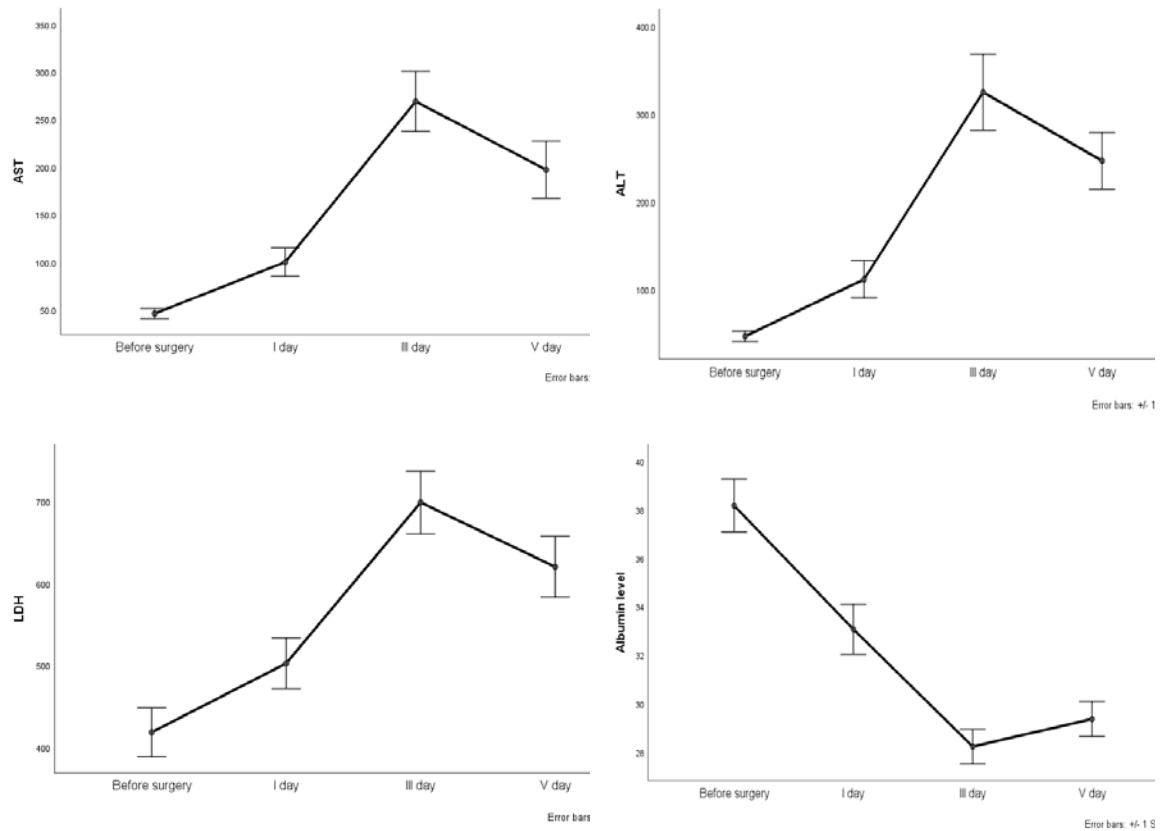 350.0
300.0
250.0
200.0
150.0
100.0
50.0
AST
Before surgery I day III day V day
Error bars:
400.0
300.0
200.0
100.0
ALT
Before surgery I day III day V day
Error bars: +/- 1
700
600
500
400
LDH
Before surgery I day III day V day
Error bars
40
38
36
34
32
30
28
Albumin level
Before surgery I day III day V day
Error bars: +/- 1 S